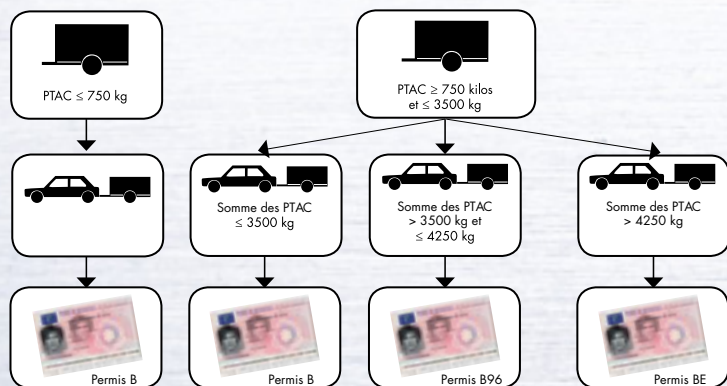 PTAC ≤ 750 kg
PTAC ≥ 750 kilos
et ≤ 3500 kg
Somme des PTAC
≤ 3500 kg
Somme des PTAC
> 3500 kg et
≤ 4250 kg
Somme des PTAC
> 4250 kg
Permis B
Permis B
Permis B96
Permis BE